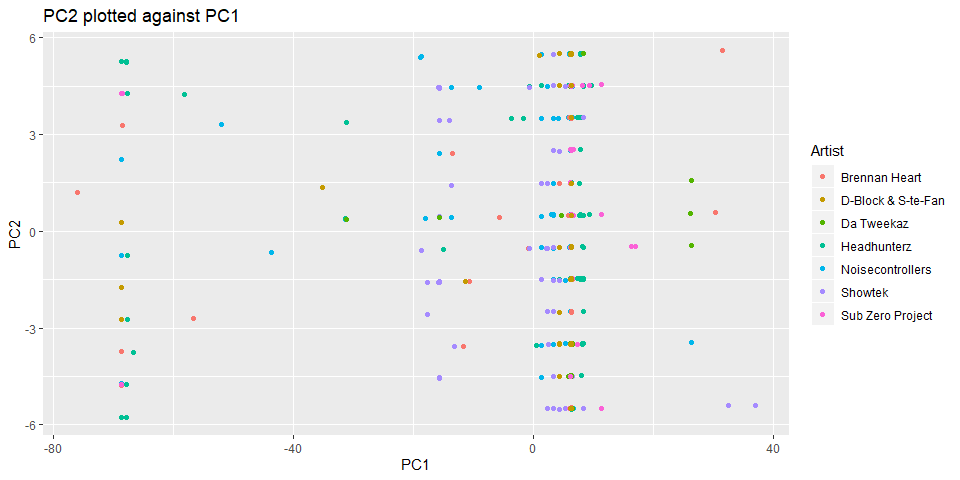 PC2 plotted against PC1
6
3
0
-3
-6
PC2
-80
-40
0
40
PC1
Artist
Brennan Heart
D-Block & S-te-Fan
Da Tweekaz
Headhunterz
Noisecontrollers
Showtek
Sub Zero Project